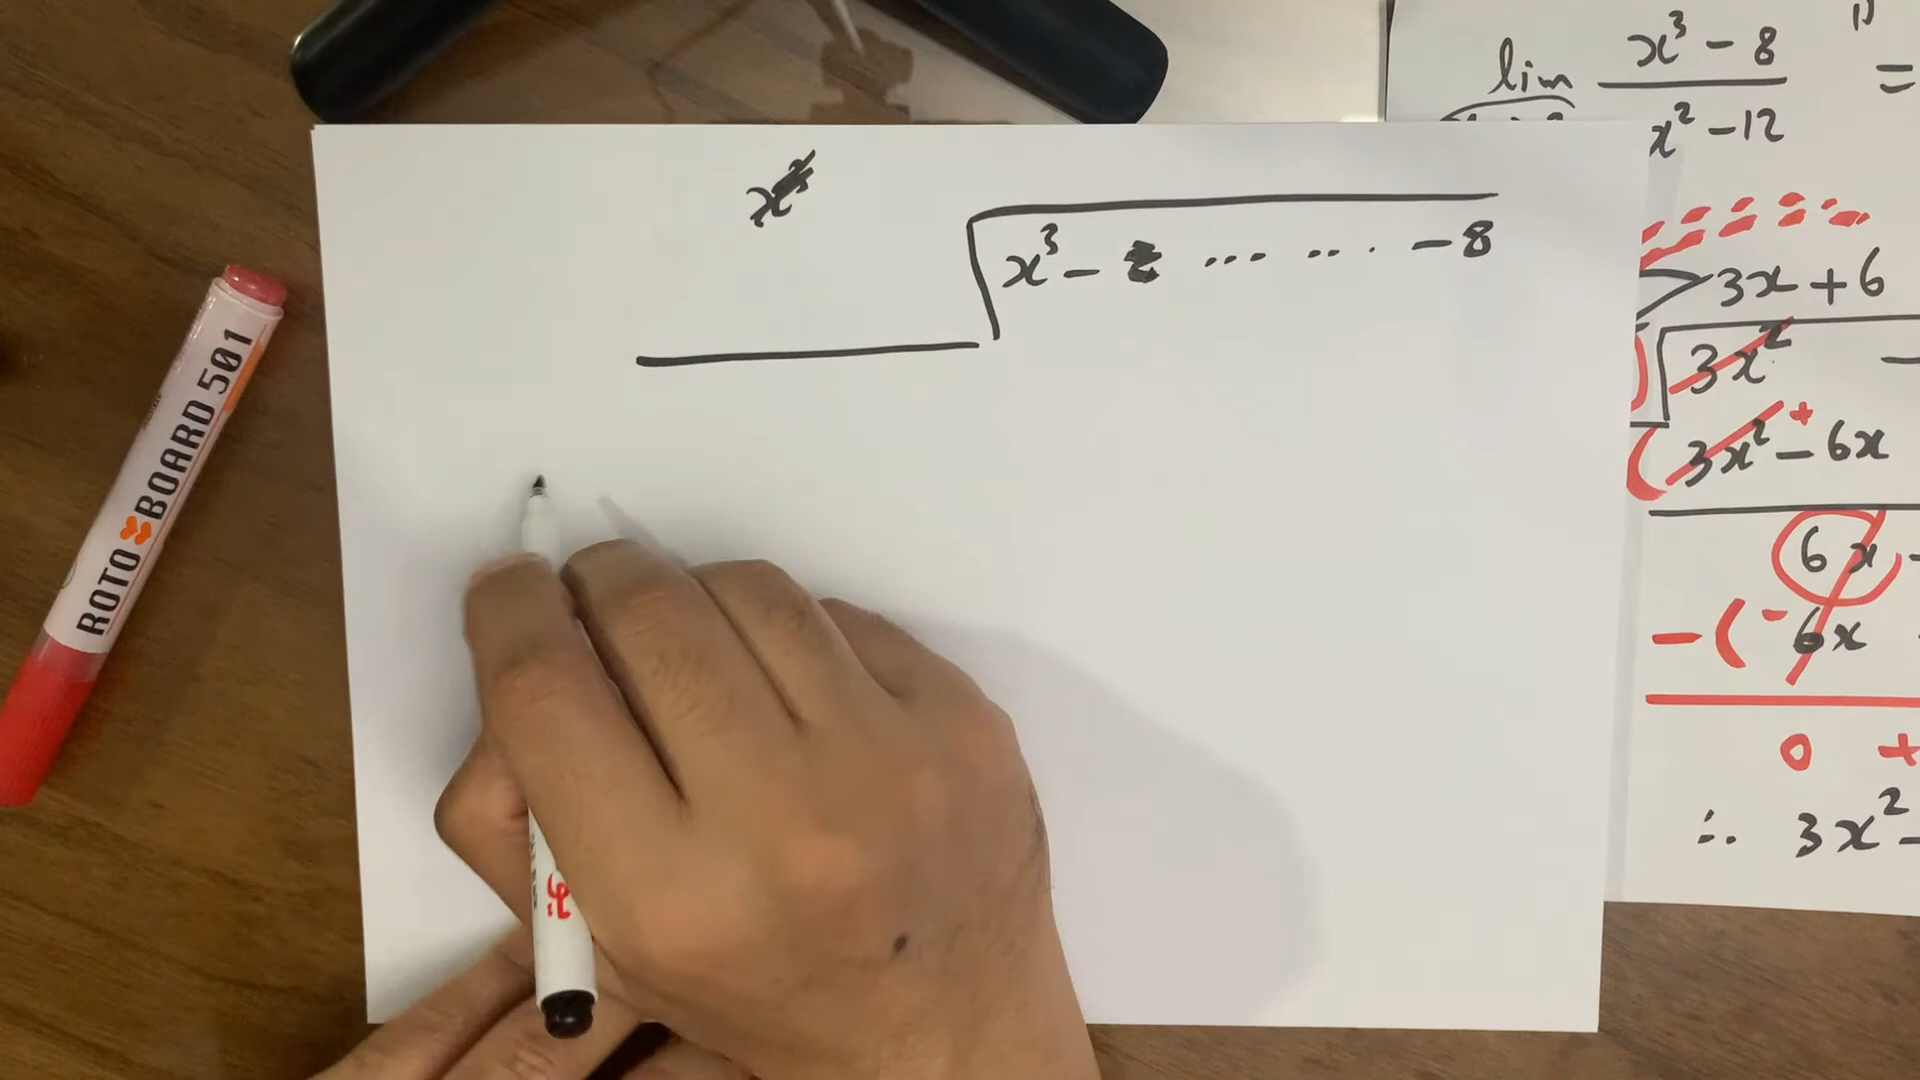 x³ - ... ... - 8
lim x³ - 8 / x² - 12 =
3x + 6
3x² -
( 3x² + - 6x
6x -
- ( - 6x
0 +
∴ 3x² -
ROTO BOARD 501